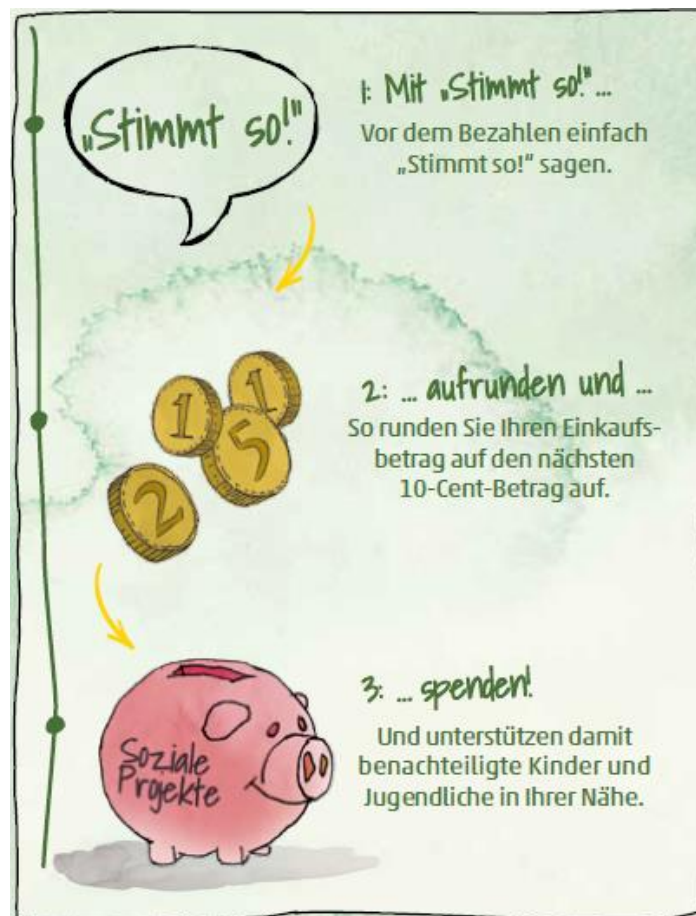 „Stimmt so!"
1: Mit „Stimmt so!"...
Vor dem Bezahlen einfach
„Stimmt so!“ sagen.
1
1
5
2
2: ... aufrunden und ...
So runden Sie Ihren Einkaufs-
betrag auf den nächsten
10-Cent-Betrag auf.
Soziale
Projekte
3: ... spenden!
Und unterstützen damit
benachteiligte Kinder und
Jugendliche in Ihrer Nähe.